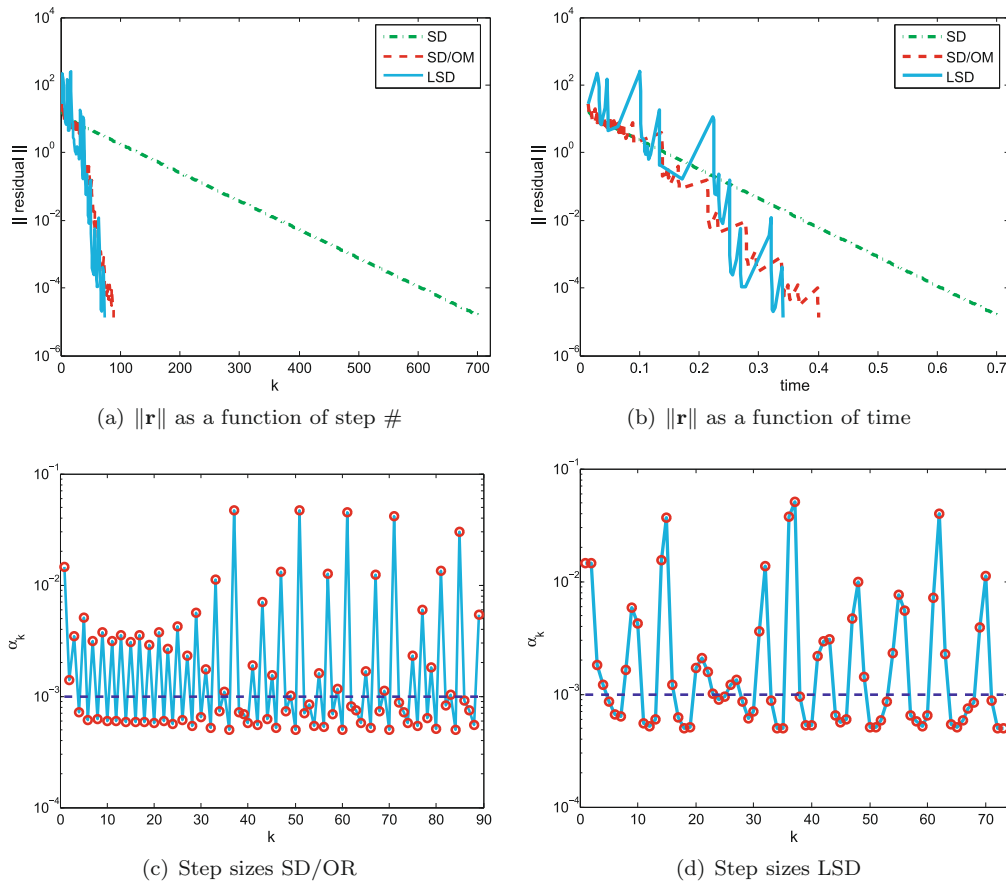 10^4
10^2
10^0
10^-2
10^-4
10^-6
|| residual ||
0 100 200 300 400 500 600 700
k
SD
SD/OM
LSD
(a) ‖r‖ as a function of step #
10^4
10^2
10^0
10^-2
10^-4
10^-6
|| residual ||
0 0.1 0.2 0.3 0.4 0.5 0.6 0.7
time
SD
SD/OM
LSD
(b) ‖r‖ as a function of time
10^-1
10^-2
10^-3
10^-4
α_k
0 10 20 30 40 50 60 70 80 90
k
(c) Step sizes SD/OR
10^-1
10^-2
10^-3
10^-4
α_k
0 10 20 30 40 50 60 70
k
(d) Step sizes LSD